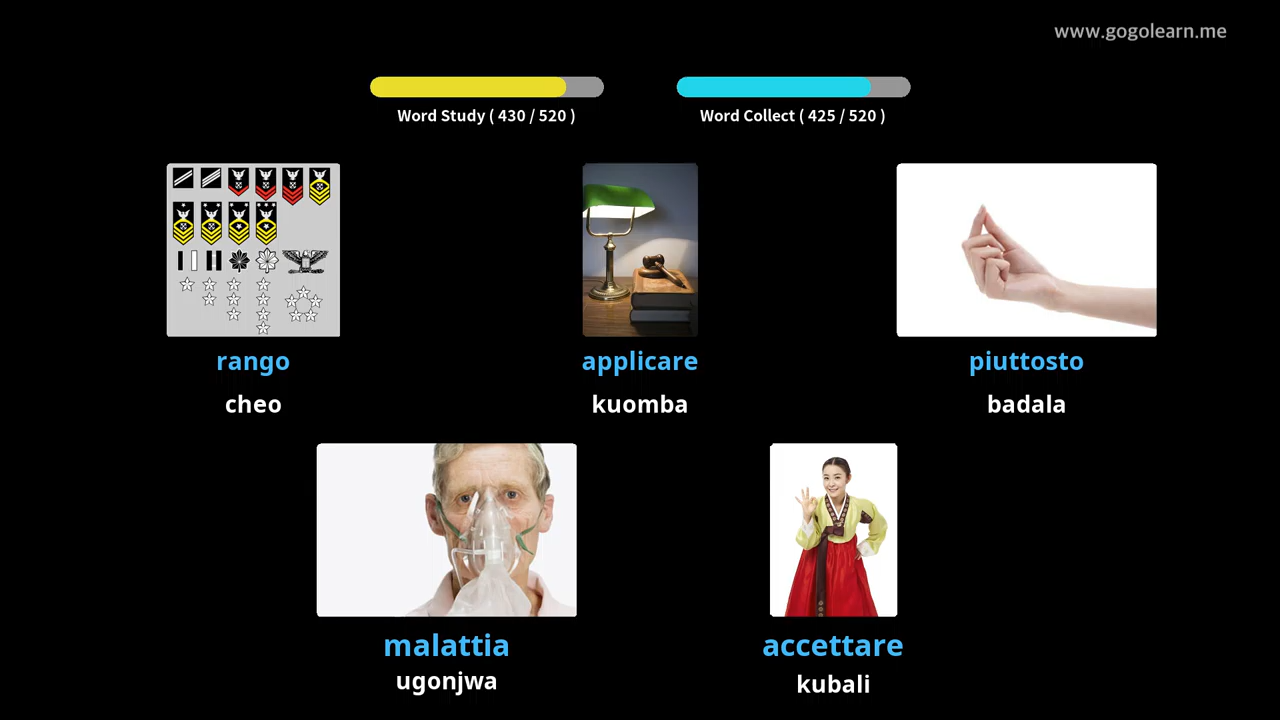 www.gogolearn.me
Word Study ( 430 / 520 )
Word Collect ( 425 / 520 )
rango
applicare
piuttosto
cheo
kuomba
badala
malattia
accettare
ugonjwa
kubali